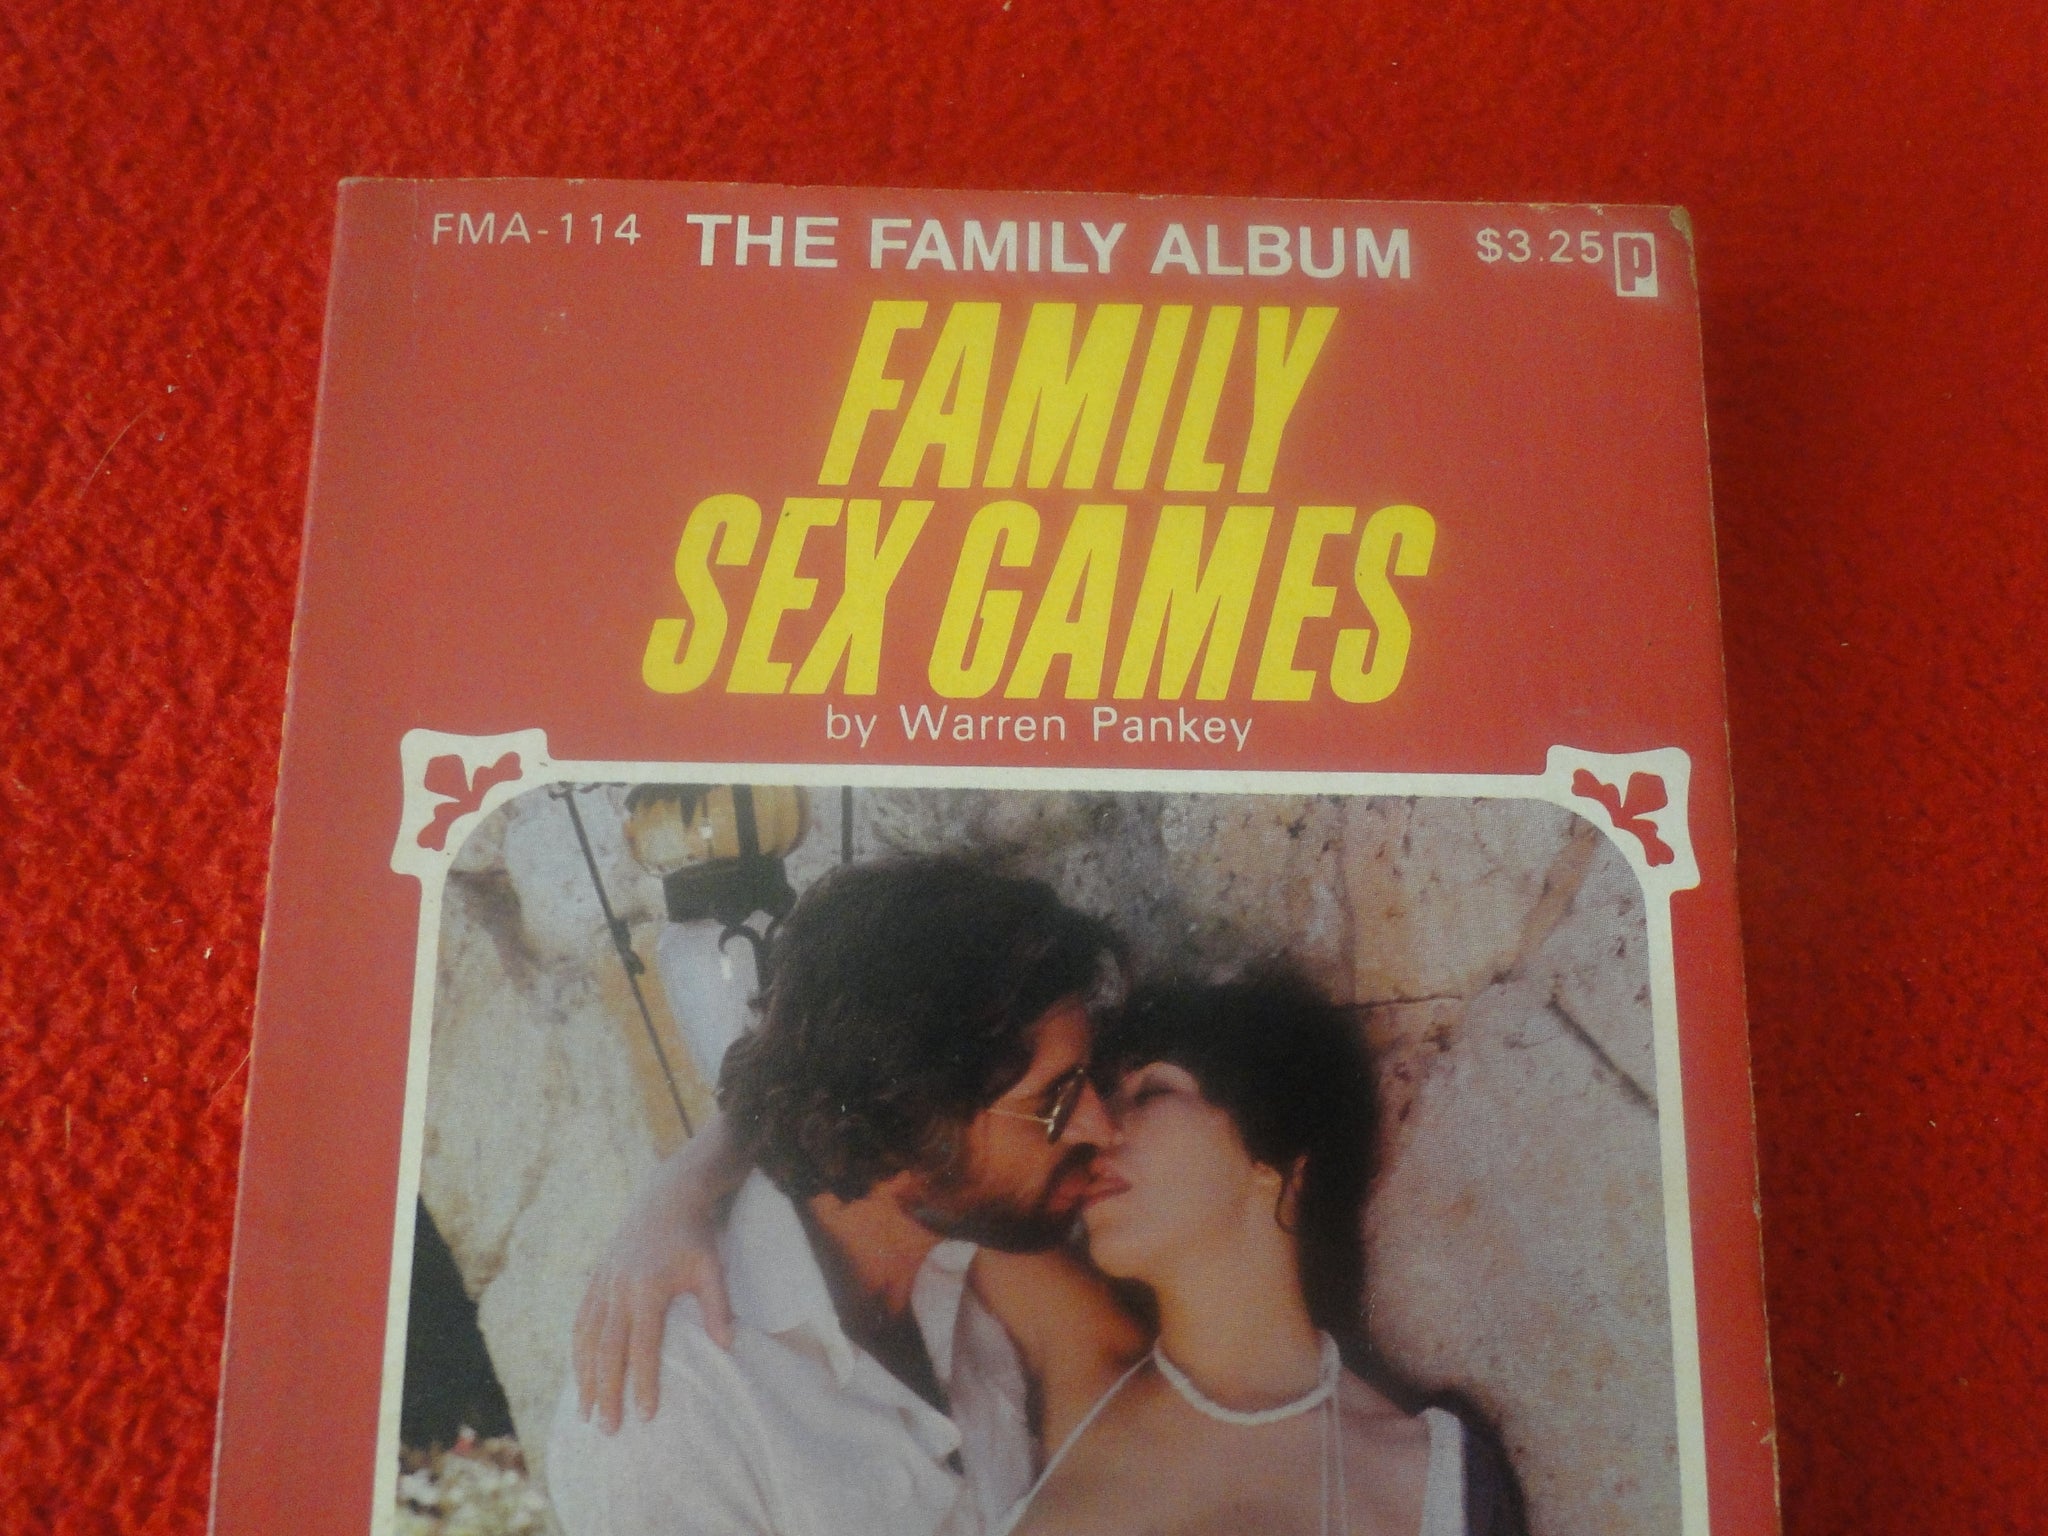 FMA-114 THE FAMILY ALBUM $3.25 P
FAMILY
SEX GAMES
by Warren Pankey